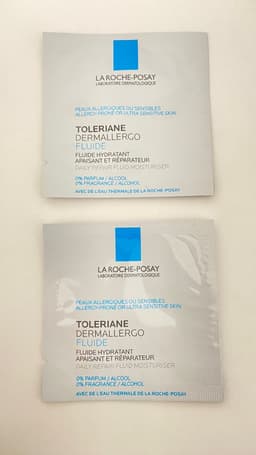 LA ROCHE-POSAY
LABORATOIRE DERMATOLOGIQUE
PEAUX ALLERGIQUES OU SENSIBLES
ALLERGY-PRONE OR ULTRA SENSITIVE SKIN
TOLERIANE
DERMALLERGO
FLUIDE
FLUIDE HYDRATANT
APAISANT ET RÉPARATEUR
DAILY REPAIR FLUID MOISTURISER
0% PARFUM / ALCOOL
0% FRAGRANCE / ALCOHOL
AVEC DE L'EAU THERMALE DE LA ROCHE-POSAY
LA ROCHE-POSAY
LABORATOIRE DERMATOLOGIQUE
PEAUX ALLERGIQUES OU SENSIBLES
ALLERGY-PRONE OR ULTRA SENSITIVE SKIN
TOLERIANE
DERMALLERGO
FLUIDE
FLUIDE HYDRATANT
APAISANT ET RÉPARATEUR
DAILY REPAIR FLUID MOISTURISER
0% PARFUM / ALCOOL
0% FRAGRANCE / ALCOHOL
AVEC DE L'EAU THERMALE DE LA ROCHE-POSAY